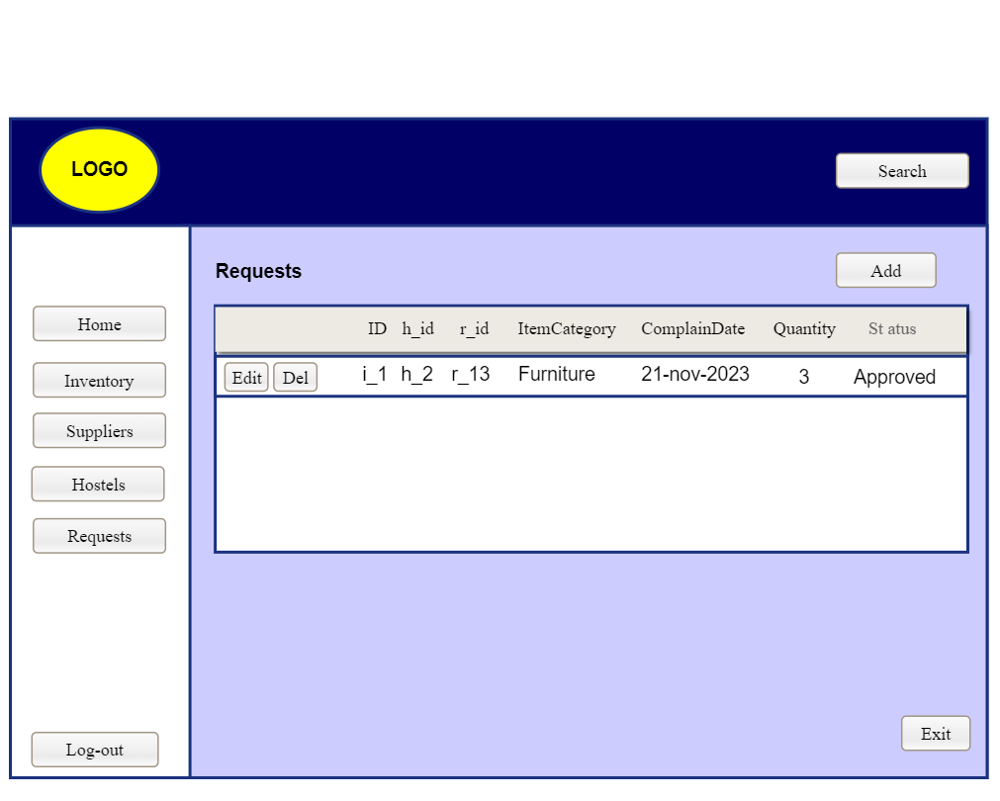 LOGO
Search
Requests
Add
Home
Inventory
Suppliers
Hostels
Requests
Log-out
ID h_id r_id ItemCategory ComplainDate Quantity St atus
Edit Del i_1 h_2 r_13 Furniture 21-nov-2023 3 Approved
Exit